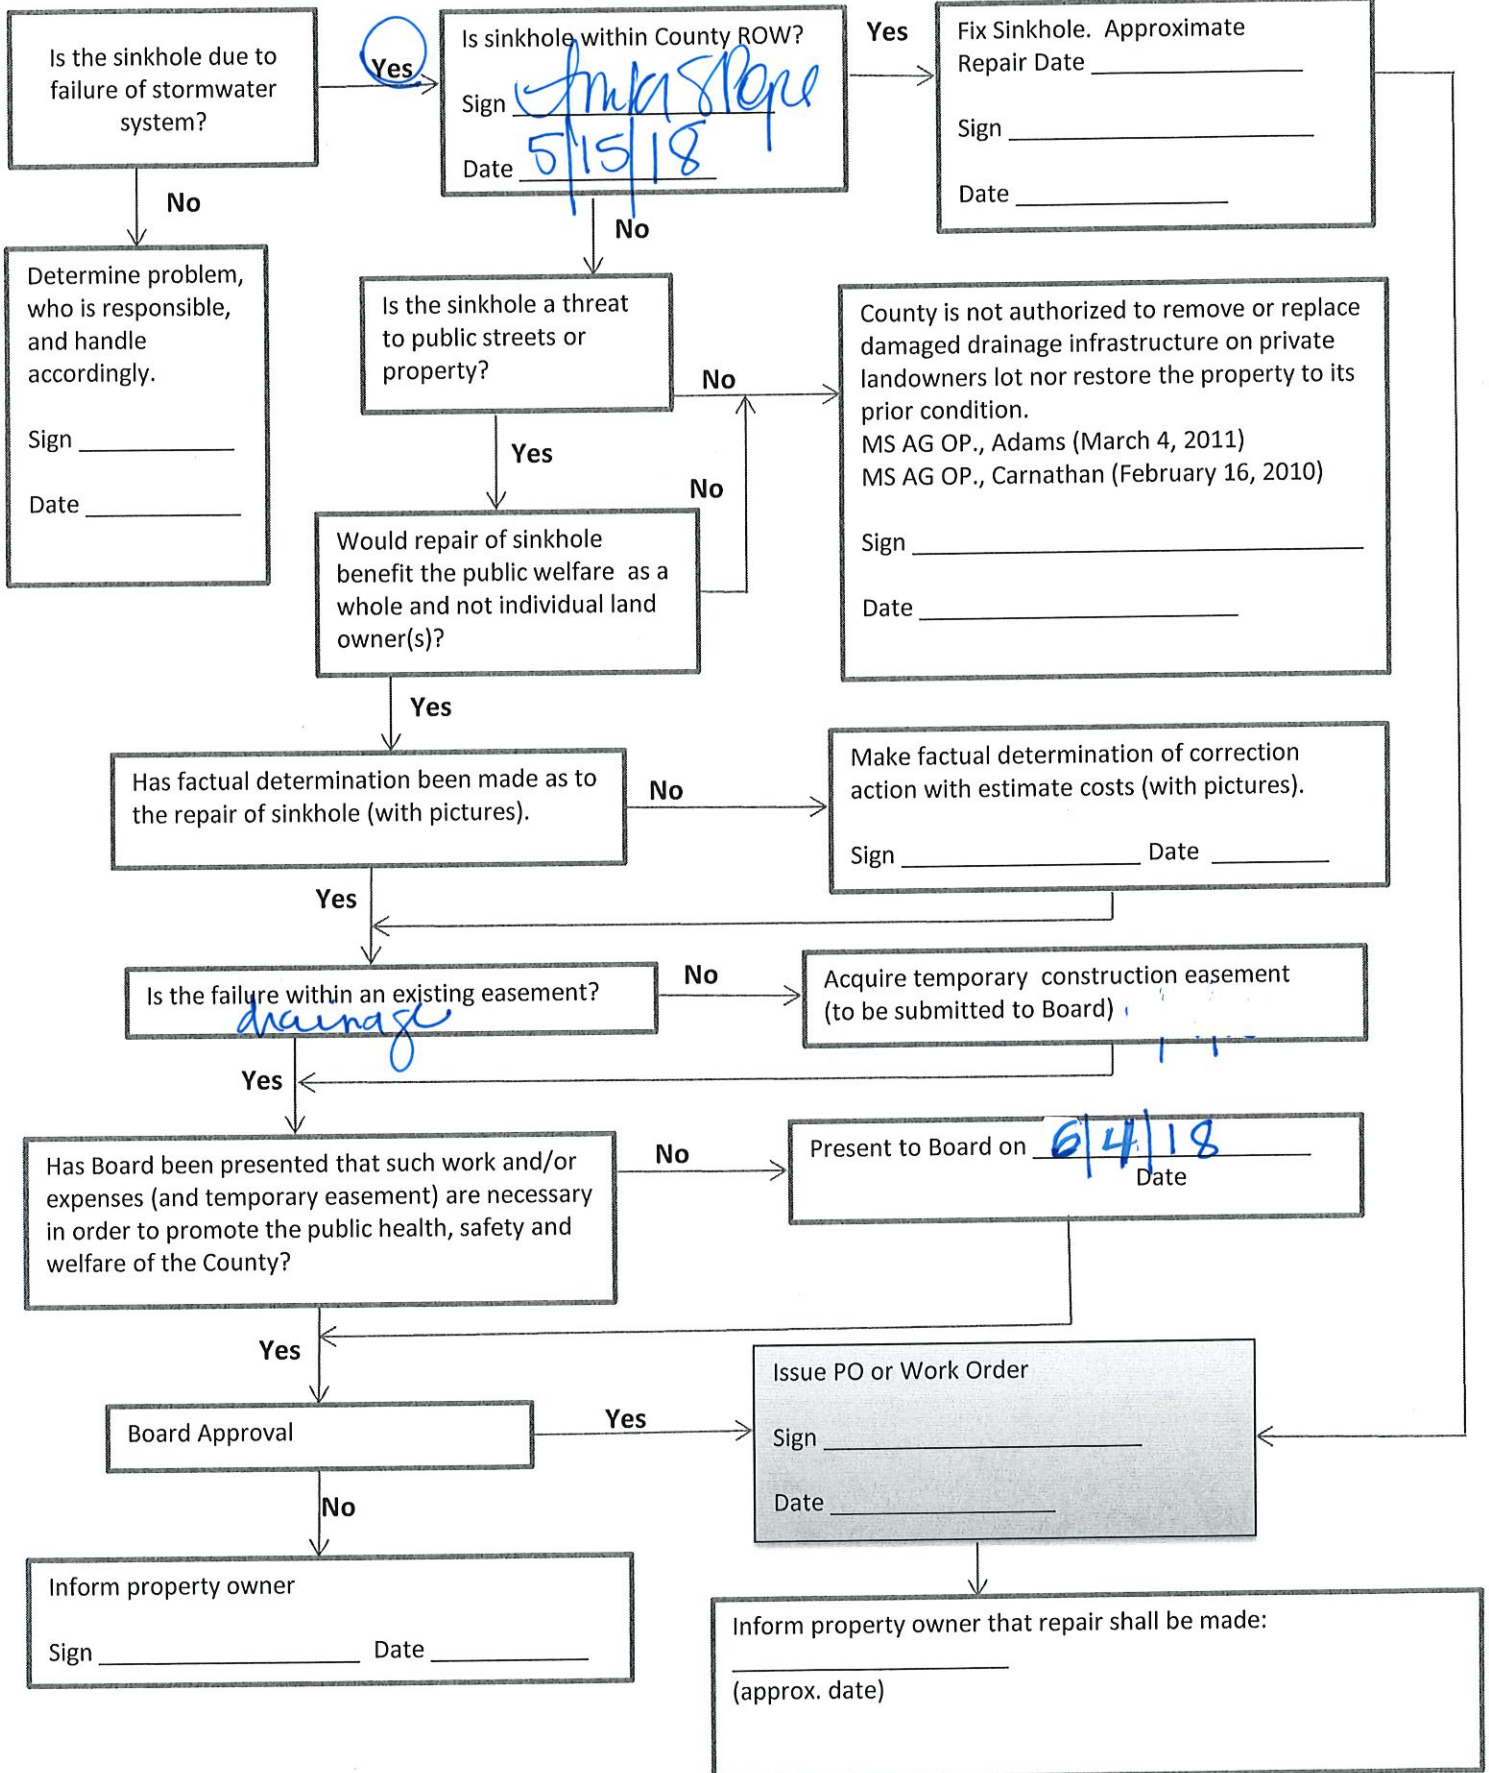 Is the sinkhole due to
failure of stormwater
system?
Yes
Is sinkhole within County ROW?
Sign
Date 5/15/18
Yes
Fix Sinkhole. Approximate
Repair Date
Sign
Date
No
No
Determine problem,
who is responsible,
and handle
accordingly.
Sign
Date
Is the sinkhole a threat
to public streets or
property?
No
County is not authorized to remove or replace
damaged drainage infrastructure on private
landowners lot nor restore the property to its
prior condition.
MS AG OP., Adams (March 4, 2011)
MS AG OP., Carnathan (February 16, 2010)
Sign
Date
Yes
No
Would repair of sinkhole
benefit the public welfare as a
whole and not individual land
owner(s)?
Yes
Has factual determination been made as to
the repair of sinkhole (with pictures).
No
Make factual determination of correction
action with estimate costs (with pictures).
Sign Date
Yes
Is the failure within an existing easement?
drainage
No
Acquire temporary construction easement
(to be submitted to Board)
Yes
Has Board been presented that such work and/or
expenses (and temporary easement) are necessary
in order to promote the public health, safety and
welfare of the County?
No
Present to Board on 6/4/18
Date
Yes
Board Approval
Yes
Issue PO or Work Order
Sign
Date
No
Inform property owner
Sign Date
Inform property owner that repair shall be made:
(approx. date)